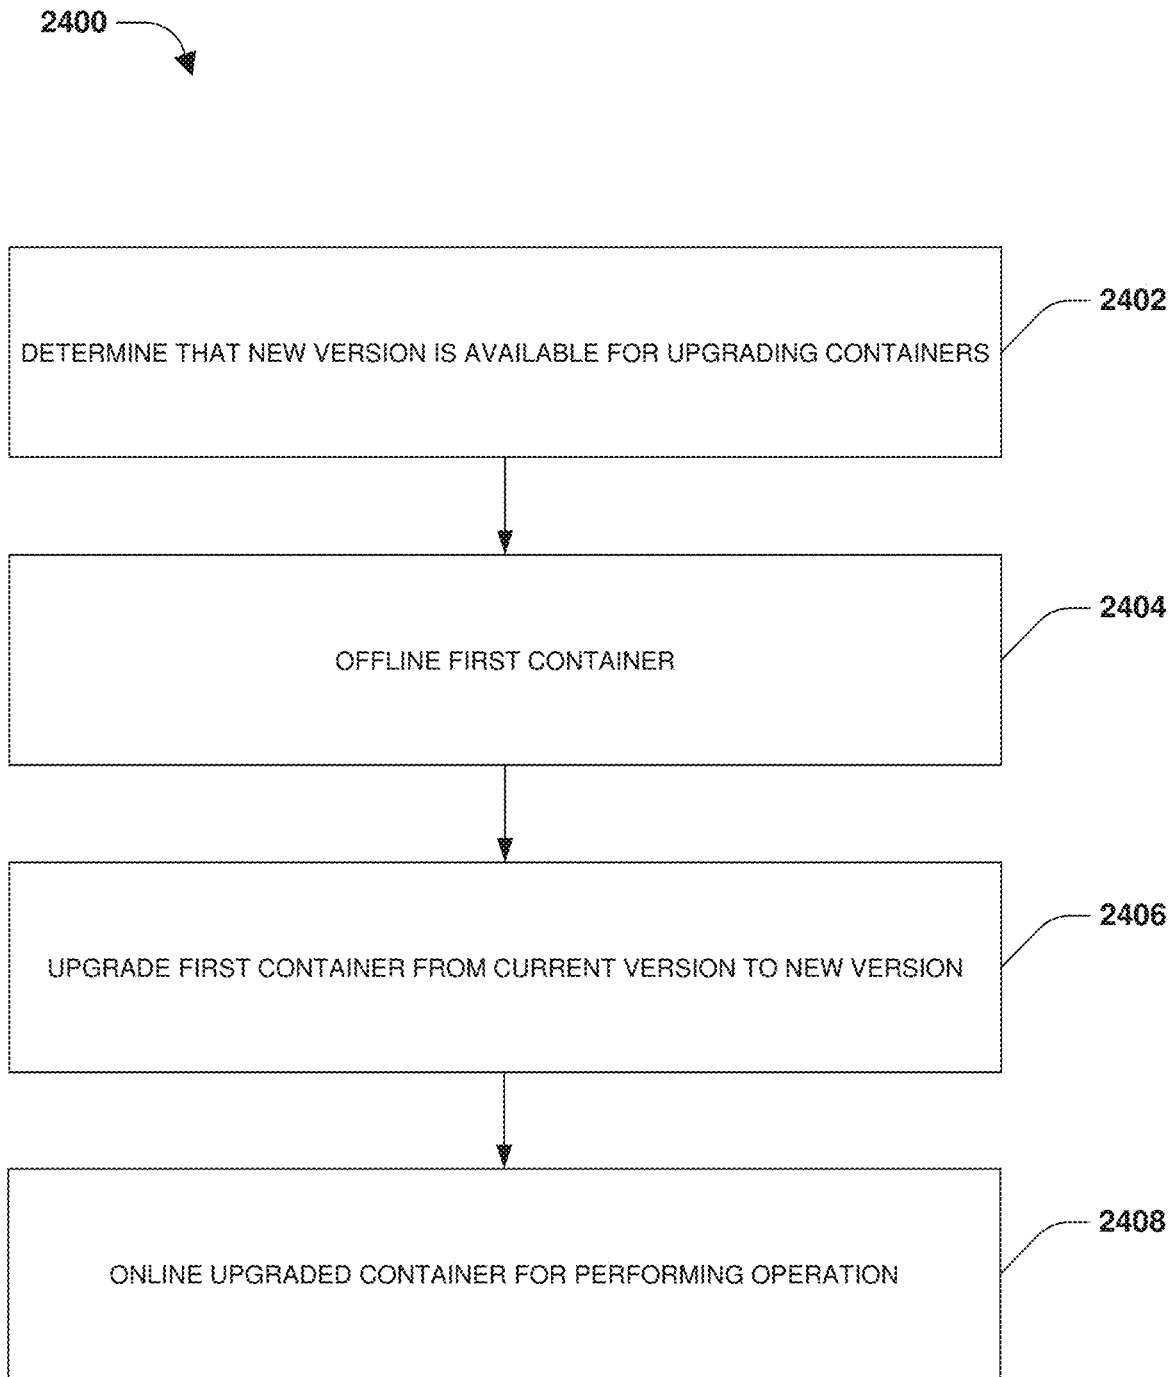 2400
DETERMINE THAT NEW VERSION IS AVAILABLE FOR UPGRADING CONTAINERS
2402
OFFLINE FIRST CONTAINER
2404
UPGRADE FIRST CONTAINER FROM CURRENT VERSION TO NEW VERSION
2406
ONLINE UPGRADED CONTAINER FOR PERFORMING OPERATION
2408